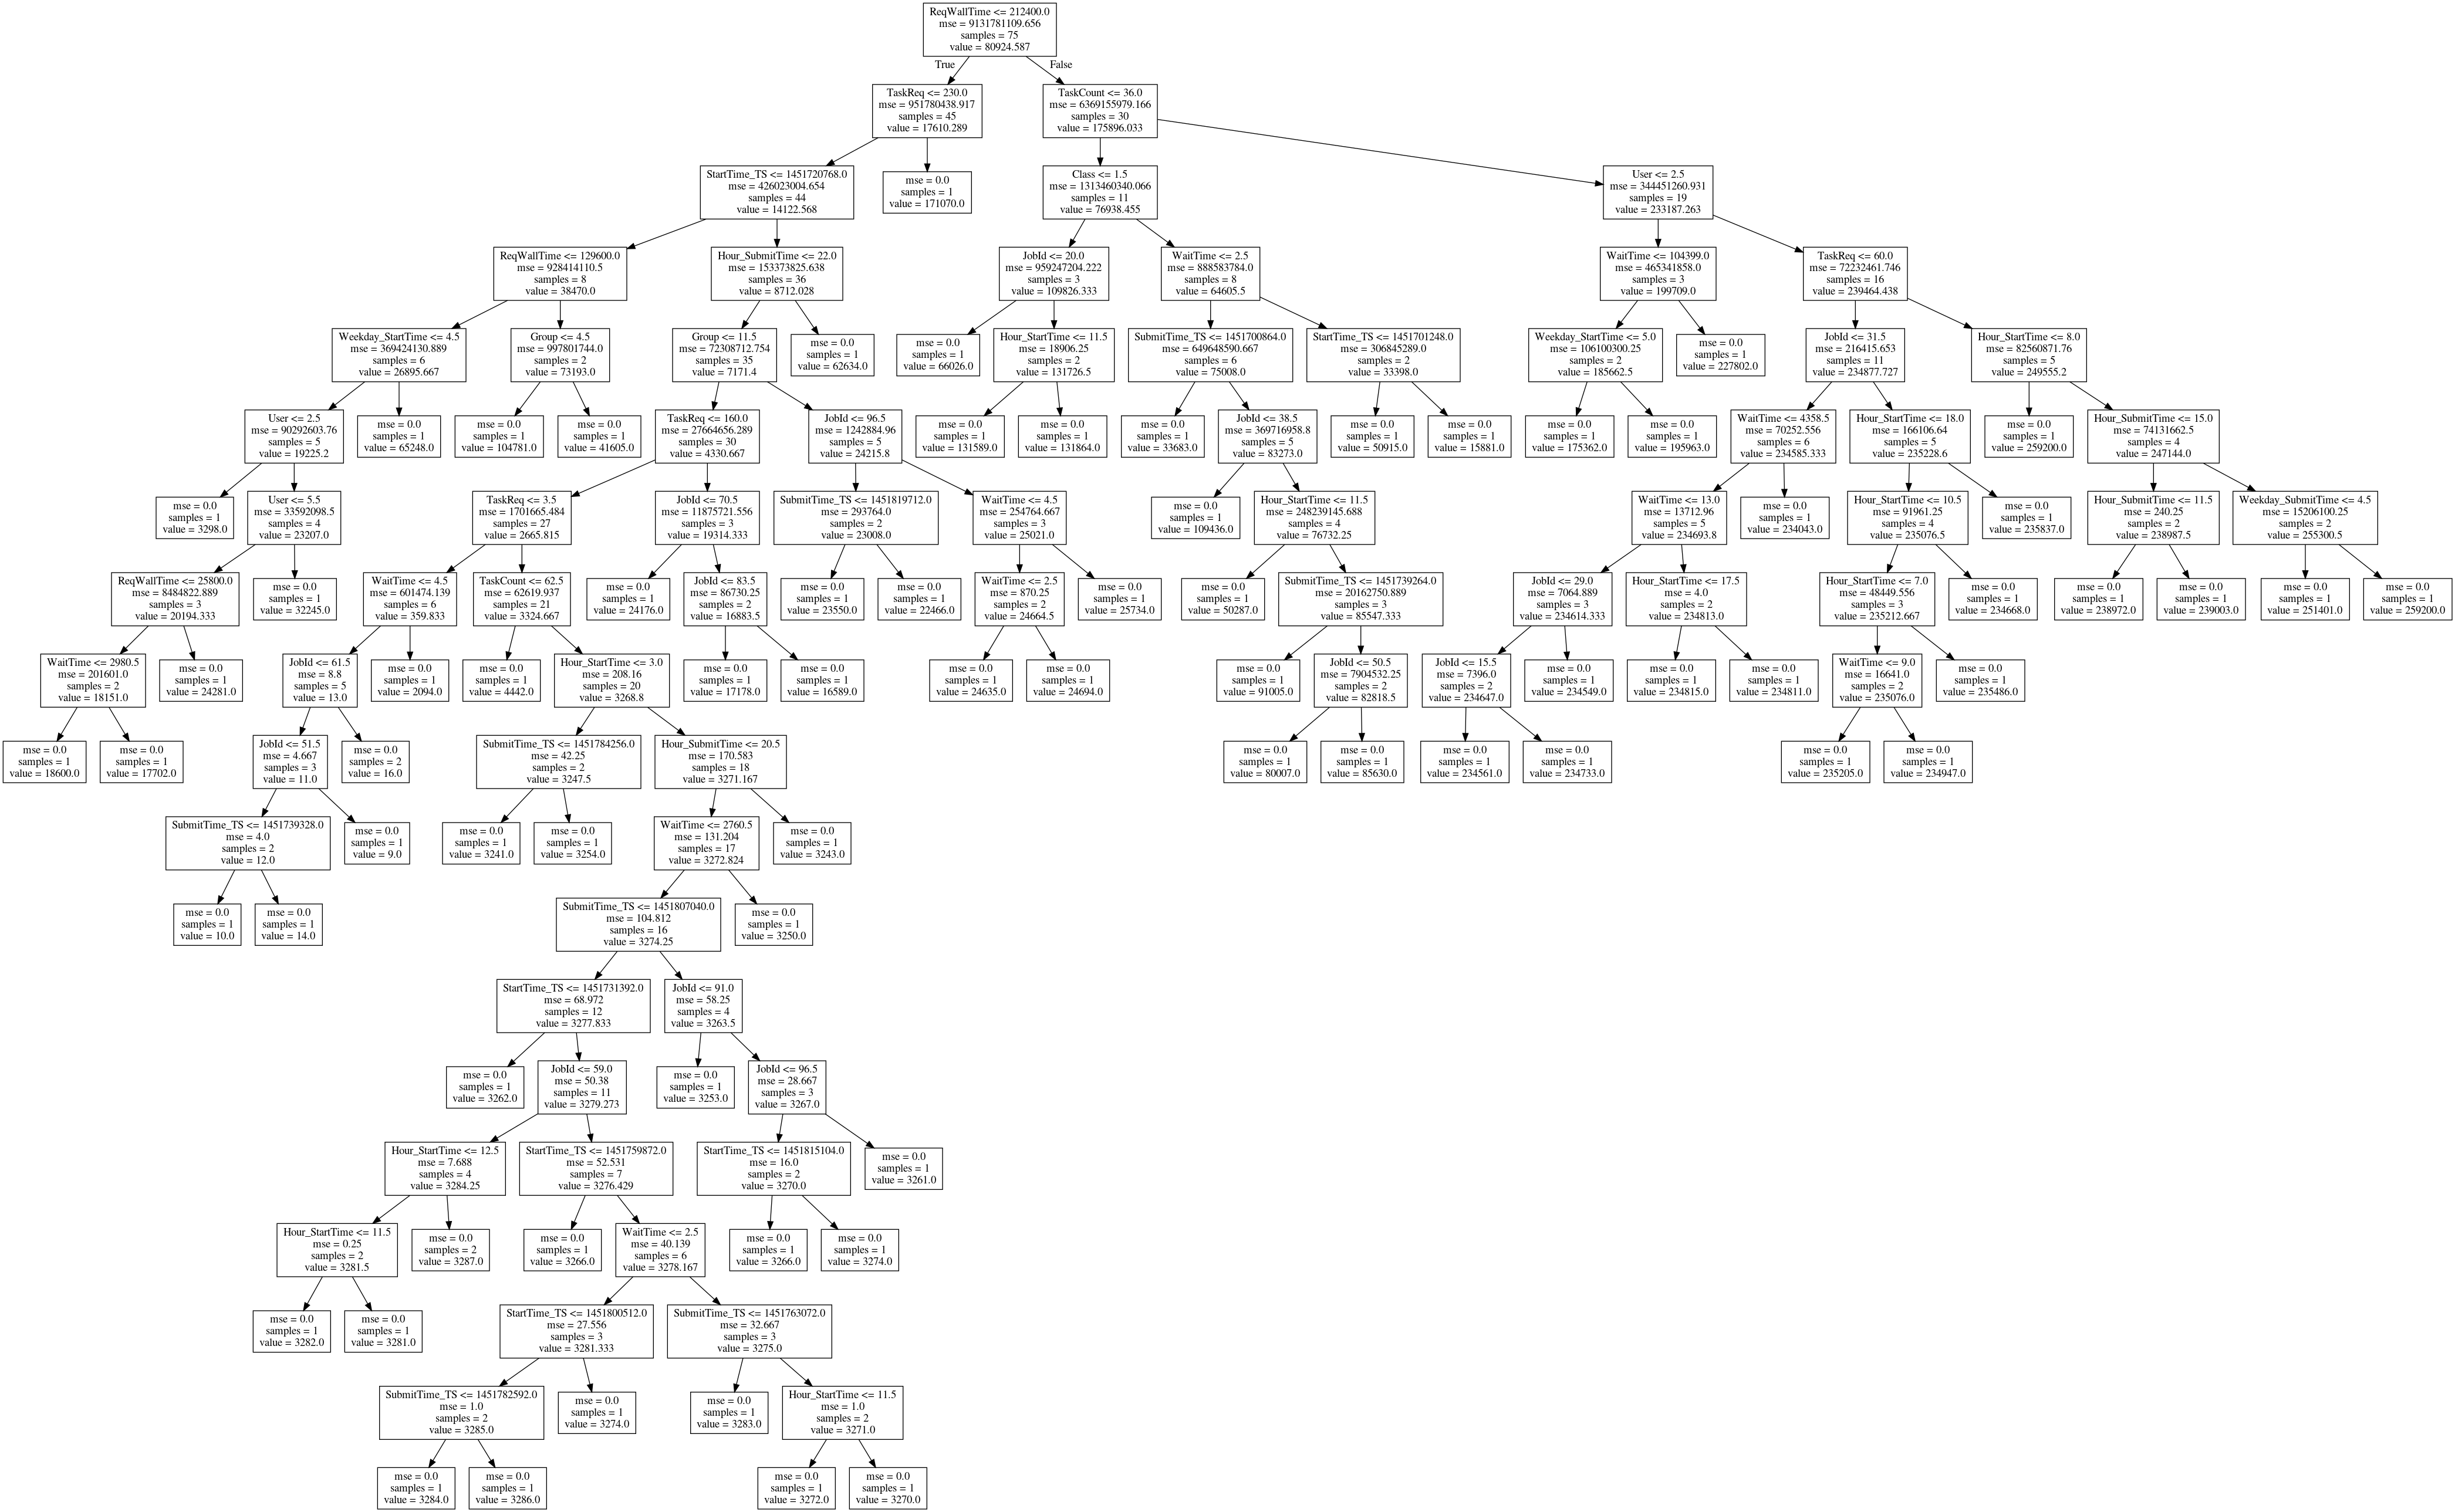 ReqWallTime <= 212400.0
mse = 9131781109.656
samples = 75
value = 80924.587
True
False
TaskReq <= 230.0
mse = 951780438.917
samples = 45
value = 17610.289
TaskCount <= 36.0
mse = 6369155979.166
samples = 30
value = 175896.033
StartTime_TS <= 1451720768.0
mse = 426023004.654
samples = 44
value = 14122.568
mse = 0.0
samples = 1
value = 171070.0
Class <= 1.5
mse = 1313460340.066
samples = 11
value = 76938.455
User <= 2.5
mse = 344451260.931
samples = 19
value = 233187.263
ReqWallTime <= 129600.0
mse = 928414110.5
samples = 8
value = 38470.0
Hour_SubmitTime <= 22.0
mse = 153373825.638
samples = 36
value = 8712.028
JobId <= 20.0
mse = 959247204.222
samples = 3
value = 109826.333
WaitTime <= 2.5
mse = 888583784.0
samples = 8
value = 64605.5
WaitTime <= 104399.0
mse = 465341858.0
samples = 3
value = 199709.0
TaskReq <= 60.0
mse = 72232461.746
samples = 16
value = 239464.438
Weekday_StartTime <= 4.5
mse = 369424130.889
samples = 6
value = 26895.667
Group <= 4.5
mse = 997801744.0
samples = 2
value = 73193.0
Group <= 11.5
mse = 72308712.754
samples = 35
value = 7171.4
mse = 0.0
samples = 1
value = 62634.0
mse = 0.0
samples = 1
value = 66026.0
Hour_StartTime <= 11.5
mse = 18906.25
samples = 2
value = 131726.5
SubmitTime_TS <= 1451700864.0
mse = 649648590.667
samples = 6
value = 75008.0
StartTime_TS <= 1451701248.0
mse = 306845289.0
samples = 2
value = 33398.0
Weekday_StartTime <= 5.0
mse = 106100300.25
samples = 2
value = 185662.5
mse = 0.0
samples = 1
value = 227802.0
JobId <= 31.5
mse = 216415.653
samples = 11
value = 234877.727
Hour_StartTime <= 8.0
mse = 82560871.76
samples = 5
value = 249555.2
User <= 2.5
mse = 90292603.76
samples = 5
value = 19225.2
mse = 0.0
samples = 1
value = 65248.0
mse = 0.0
samples = 1
value = 104781.0
mse = 0.0
samples = 1
value = 41605.0
TaskReq <= 160.0
mse = 27664656.289
samples = 30
value = 4330.667
JobId <= 96.5
mse = 1242884.96
samples = 5
value = 24215.8
mse = 0.0
samples = 1
value = 131589.0
mse = 0.0
samples = 1
value = 131864.0
mse = 0.0
samples = 1
value = 33683.0
JobId <= 38.5
mse = 369716958.8
samples = 5
value = 83273.0
mse = 0.0
samples = 1
value = 50915.0
mse = 0.0
samples = 1
value = 15881.0
mse = 0.0
samples = 1
value = 175362.0
mse = 0.0
samples = 1
value = 195963.0
WaitTime <= 4358.5
mse = 70252.556
samples = 6
value = 234585.333
Hour_StartTime <= 18.0
mse = 166106.64
samples = 5
value = 235228.6
mse = 0.0
samples = 1
value = 259200.0
Hour_SubmitTime <= 15.0
mse = 74131662.5
samples = 4
value = 247144.0
mse = 0.0
samples = 1
value = 3298.0
User <= 5.5
mse = 33592098.5
samples = 4
value = 23207.0
TaskReq <= 3.5
mse = 1701665.484
samples = 27
value = 2665.815
JobId <= 70.5
mse = 11875721.556
samples = 3
value = 19314.333
SubmitTime_TS <= 1451819712.0
mse = 293764.0
samples = 2
value = 23008.0
WaitTime <= 4.5
mse = 254764.667
samples = 3
value = 25021.0
mse = 0.0
samples = 1
value = 109436.0
Hour_StartTime <= 11.5
mse = 248239145.688
samples = 4
value = 76732.25
WaitTime <= 13.0
mse = 13712.96
samples = 5
value = 234693.8
mse = 0.0
samples = 1
value = 234043.0
Hour_StartTime <= 10.5
mse = 91961.25
samples = 4
value = 235076.5
mse = 0.0
samples = 1
value = 235837.0
Hour_SubmitTime <= 11.5
mse = 240.25
samples = 2
value = 238987.5
Weekday_SubmitTime <= 4.5
mse = 15206100.25
samples = 2
value = 255300.5
ReqWallTime <= 25800.0
mse = 8484822.889
samples = 3
value = 20194.333
mse = 0.0
samples = 1
value = 32245.0
WaitTime <= 4.5
mse = 601474.139
samples = 6
value = 359.833
TaskCount <= 62.5
mse = 62619.937
samples = 21
value = 3324.667
mse = 0.0
samples = 1
value = 24176.0
JobId <= 83.5
mse = 86730.25
samples = 2
value = 16883.5
mse = 0.0
samples = 1
value = 23550.0
mse = 0.0
samples = 1
value = 22466.0
WaitTime <= 2.5
mse = 870.25
samples = 2
value = 24664.5
mse = 0.0
samples = 1
value = 25734.0
mse = 0.0
samples = 1
value = 50287.0
SubmitTime_TS <= 1451739264.0
mse = 20162750.889
samples = 3
value = 85547.333
JobId <= 29.0
mse = 7064.889
samples = 3
value = 234614.333
Hour_StartTime <= 17.5
mse = 4.0
samples = 2
value = 234813.0
Hour_StartTime <= 7.0
mse = 48449.556
samples = 3
value = 235212.667
mse = 0.0
samples = 1
value = 234668.0
mse = 0.0
samples = 1
value = 238972.0
mse = 0.0
samples = 1
value = 239003.0
mse = 0.0
samples = 1
value = 251401.0
mse = 0.0
samples = 1
value = 259200.0
WaitTime <= 2980.5
mse = 201601.0
samples = 2
value = 18151.0
mse = 0.0
samples = 1
value = 24281.0
JobId <= 61.5
mse = 8.8
samples = 5
value = 13.0
mse = 0.0
samples = 1
value = 2094.0
mse = 0.0
samples = 1
value = 4442.0
Hour_StartTime <= 3.0
mse = 208.16
samples = 20
value = 3268.8
mse = 0.0
samples = 1
value = 17178.0
mse = 0.0
samples = 1
value = 16589.0
mse = 0.0
samples = 1
value = 24635.0
mse = 0.0
samples = 1
value = 24694.0
mse = 0.0
samples = 1
value = 91005.0
JobId <= 50.5
mse = 7904532.25
samples = 2
value = 82818.5
JobId <= 15.5
mse = 7396.0
samples = 2
value = 234647.0
mse = 0.0
samples = 1
value = 234549.0
mse = 0.0
samples = 1
value = 234815.0
mse = 0.0
samples = 1
value = 234811.0
WaitTime <= 9.0
mse = 16641.0
samples = 2
value = 235076.0
mse = 0.0
samples = 1
value = 235486.0
mse = 0.0
samples = 1
value = 18600.0
mse = 0.0
samples = 1
value = 17702.0
JobId <= 51.5
mse = 4.667
samples = 3
value = 11.0
mse = 0.0
samples = 2
value = 16.0
SubmitTime_TS <= 1451784256.0
mse = 42.25
samples = 2
value = 3247.5
Hour_SubmitTime <= 20.5
mse = 170.583
samples = 18
value = 3271.167
mse = 0.0
samples = 1
value = 80007.0
mse = 0.0
samples = 1
value = 85630.0
mse = 0.0
samples = 1
value = 234561.0
mse = 0.0
samples = 1
value = 234733.0
mse = 0.0
samples = 1
value = 235205.0
mse = 0.0
samples = 1
value = 234947.0
SubmitTime_TS <= 1451739328.0
mse = 4.0
samples = 2
value = 12.0
mse = 0.0
samples = 1
value = 9.0
mse = 0.0
samples = 1
value = 3241.0
mse = 0.0
samples = 1
value = 3254.0
WaitTime <= 2760.5
mse = 131.204
samples = 17
value = 3272.824
mse = 0.0
samples = 1
value = 3243.0
mse = 0.0
samples = 1
value = 10.0
mse = 0.0
samples = 1
value = 14.0
SubmitTime_TS <= 1451807040.0
mse = 104.812
samples = 16
value = 3274.25
mse = 0.0
samples = 1
value = 3250.0
StartTime_TS <= 1451731392.0
mse = 68.972
samples = 12
value = 3277.833
JobId <= 91.0
mse = 58.25
samples = 4
value = 3263.5
mse = 0.0
samples = 1
value = 3262.0
JobId <= 59.0
mse = 50.38
samples = 11
value = 3279.273
mse = 0.0
samples = 1
value = 3253.0
JobId <= 96.5
mse = 28.667
samples = 3
value = 3267.0
Hour_StartTime <= 12.5
mse = 7.688
samples = 4
value = 3284.25
StartTime_TS <= 1451759872.0
mse = 52.531
samples = 7
value = 3276.429
StartTime_TS <= 1451815104.0
mse = 16.0
samples = 2
value = 3270.0
mse = 0.0
samples = 1
value = 3261.0
Hour_StartTime <= 11.5
mse = 0.25
samples = 2
value = 3281.5
mse = 0.0
samples = 2
value = 3287.0
mse = 0.0
samples = 1
value = 3266.0
WaitTime <= 2.5
mse = 40.139
samples = 6
value = 3278.167
mse = 0.0
samples = 1
value = 3266.0
mse = 0.0
samples = 1
value = 3274.0
mse = 0.0
samples = 1
value = 3282.0
mse = 0.0
samples = 1
value = 3281.0
StartTime_TS <= 1451800512.0
mse = 27.556
samples = 3
value = 3281.333
SubmitTime_TS <= 1451763072.0
mse = 32.667
samples = 3
value = 3275.0
SubmitTime_TS <= 1451782592.0
mse = 1.0
samples = 2
value = 3285.0
mse = 0.0
samples = 1
value = 3274.0
mse = 0.0
samples = 1
value = 3283.0
Hour_StartTime <= 11.5
mse = 1.0
samples = 2
value = 3271.0
mse = 0.0
samples = 1
value = 3284.0
mse = 0.0
samples = 1
value = 3286.0
mse = 0.0
samples = 1
value = 3272.0
mse = 0.0
samples = 1
value = 3270.0